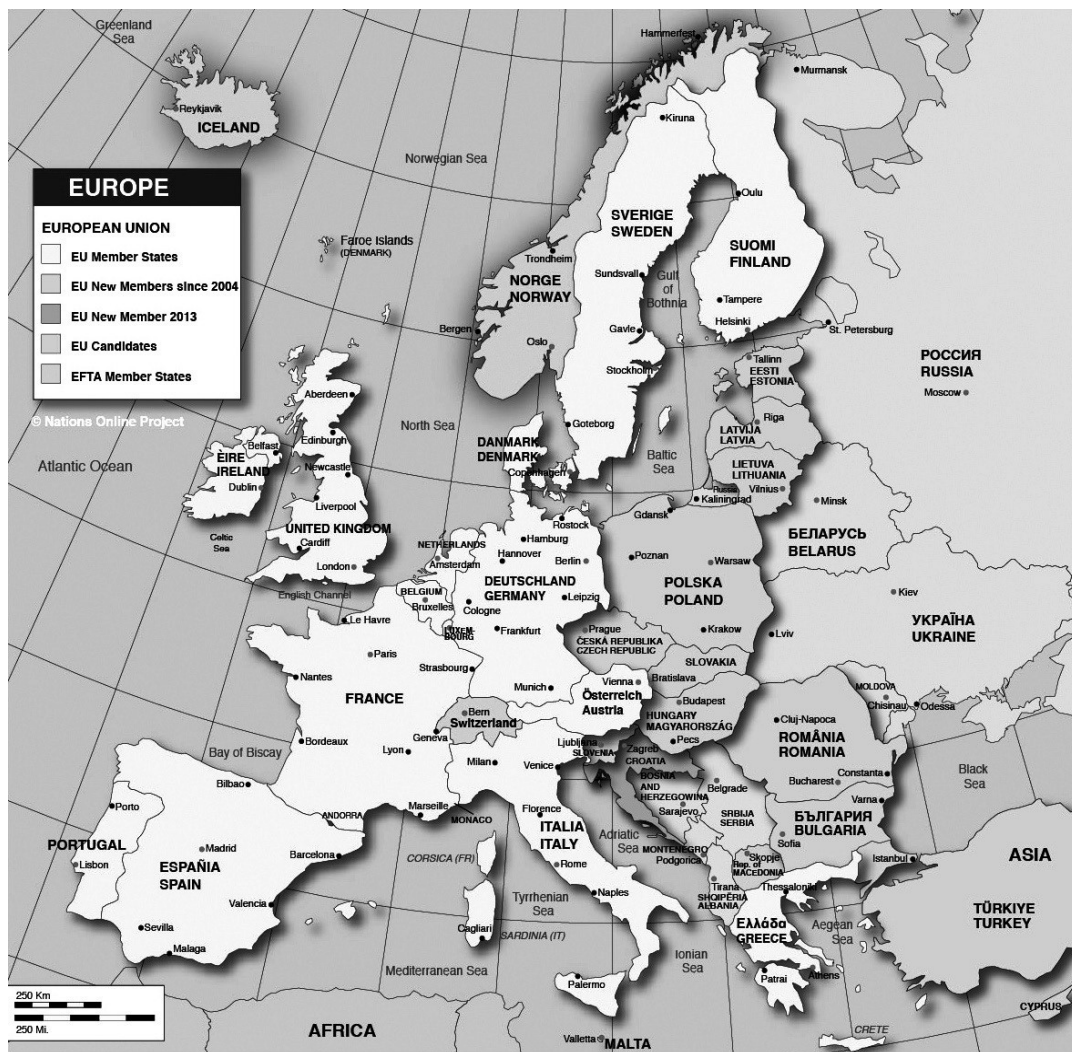 Greenland
Sea
Hammerfest
Murmansk
Reykjavik
ICELAND
Kiruna
Norwegian Sea
EUROPE
EUROPEAN UNION
EU Member States
EU New Members since 2004
EU New Member 2013
EU Candidates
EFTA Member States
© Nations Online Project
Oulu
SVERIGE
SWEDEN
SUOMI
FINLAND
Faroe Islands
(DENMARK)
Trondheim
NORGE
NORWAY
Sundsvall
Gulf
of
Bothnia
Tampere
Helsinki
St. Petersburg
Bergen
Oslo
Gavle
Stockholm
Tallinn
EESTI
ESTONIA
РОССИЯ
RUSSIA
Moscow
Aberdeen
North Sea
Goteborg
Riga
LATVIJA
LATVIA
Edinburgh
Belfast
DANMARK
DENMARK
Copenhagen
Baltic
Sea
LIETUVA
LITHUANIA
Vilnius
Atlantic Ocean
ÉIRE
IRELAND
Newcastle
Dublin
Russia
Kaliningrad
Minsk
Liverpool
Gdansk
Rostock
UNITED KINGDOM
БЕЛАРУСЬ
BELARUS
Celtic
Sea
Cardiff
London
NETHERLANDS
Amsterdam
Hamburg
Hannover
Berlin
Poznan
Warsaw
English Channel
BELGIUM
Bruxelles
DEUTSCHLAND
GERMANY
Leipzig
Cologne
POLSKA
POLAND
Kiev
Le Havre
LUXEM-
BOURG
Frankfurt
Prague
ČESKÁ REPUBLIKA
CZECH REPUBLIC
Krakow
Lviv
УКРАЇНА
UKRAINE
Paris
Strasbourg
SLOVAKIA
Nantes
FRANCE
Munich
Vienna
Bratislava
Österreich
Austria
Budapest
HUNGARY
MAGYARORSZÁG
MOLDOVA
Chisinau
Odessa
Bern
Switzerland
Geneva
Bay of Biscay
Bordeaux
Lyon
Milan
Venice
Ljubljana
SLOVENIA
Zagreb
CROATIA
Pecs
Cluj-Napoca
ROMÂNIA
ROMANIA
Bilbao
BOSNIA
AND
HERZEGOWINA
Sarajevo
Belgrade
Bucharest
Constanta
Black
Sea
Porto
ANDORRA
Marseille
MONACO
Florence
ITALIA
ITALY
Adriatic
Sea
SRBIJA
SERBIA
Varna
БЪЛГАРИЯ
BULGARIA
Sofia
PORTUGAL
Lisbon
Madrid
ESPAÑIA
SPAIN
Barcelona
CORSICA (FR)
Rome
MONTENEGRO
Podgorica
Skopje
Rep. of
MACEDONIA
Istanbul
ASIA
Valencia
Tyrrhenian
Sea
Naples
Tirana
SHQIPËRIA
ALBANIA
Thessaloniki
Sevilla
Malaga
Cagliari
SARDINIA (IT)
Ελλάδα
GREECE
Aegean
Sea
TÜRKIYE
TURKEY
Mediterranean Sea
Palermo
Ionian
Sea
Patrai
Athens
250 Km
250 Mi.
AFRICA
Valletta
MALTA
CRETE
CYPRUS